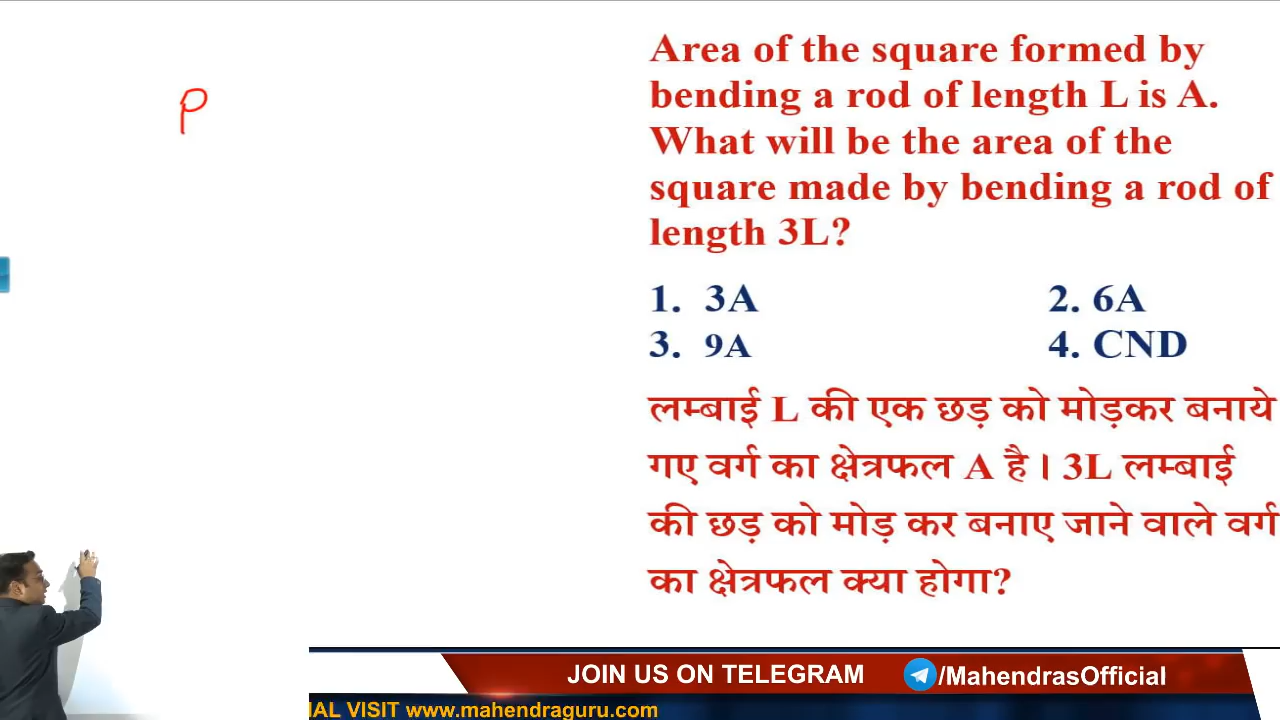 P
Area of the square formed by
bending a rod of length L is A.
What will be the area of the
square made by bending a rod of
length 3L?
1. 3A 2. 6A
3. 9A 4. CND
लम्बाई L की एक छड़ को मोड़कर बनाये
गए वर्ग का क्षेत्रफल A है। 3L लम्बाई
की छड़ को मोड़ कर बनाए जाने वाले वर्ग
का क्षेत्रफल क्या होगा?
JOIN US ON TELEGRAM /MahendrasOfficial
IAL VISIT www.mahendraguru.com